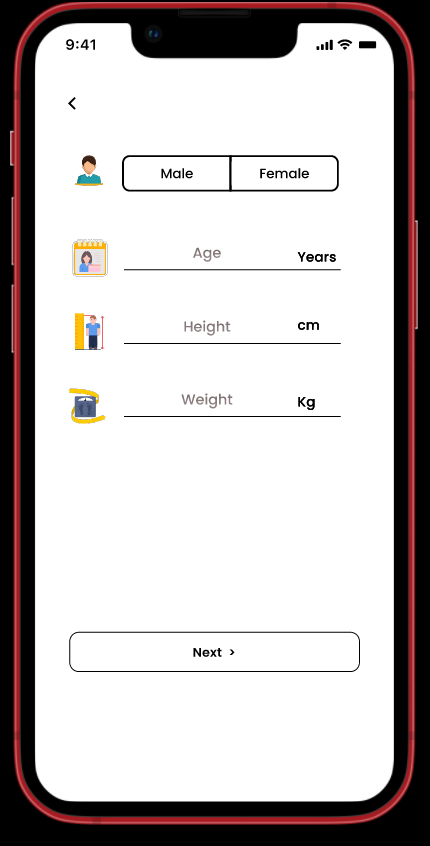 9:41
Male Female
Age Years
Height cm
Weight Kg
Next >